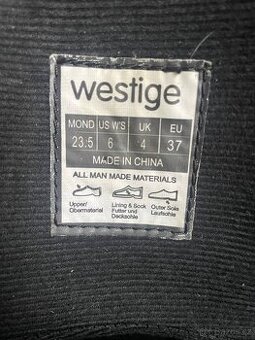 westige
MOND US W'S UK EU
23.5 6 4 37
MADE IN CHINA
ALL MAN MADE MATERIALS
Upper/ Lining & Sock Outer Sole
Obermaterial Futter und Laufsohle
Decksohle